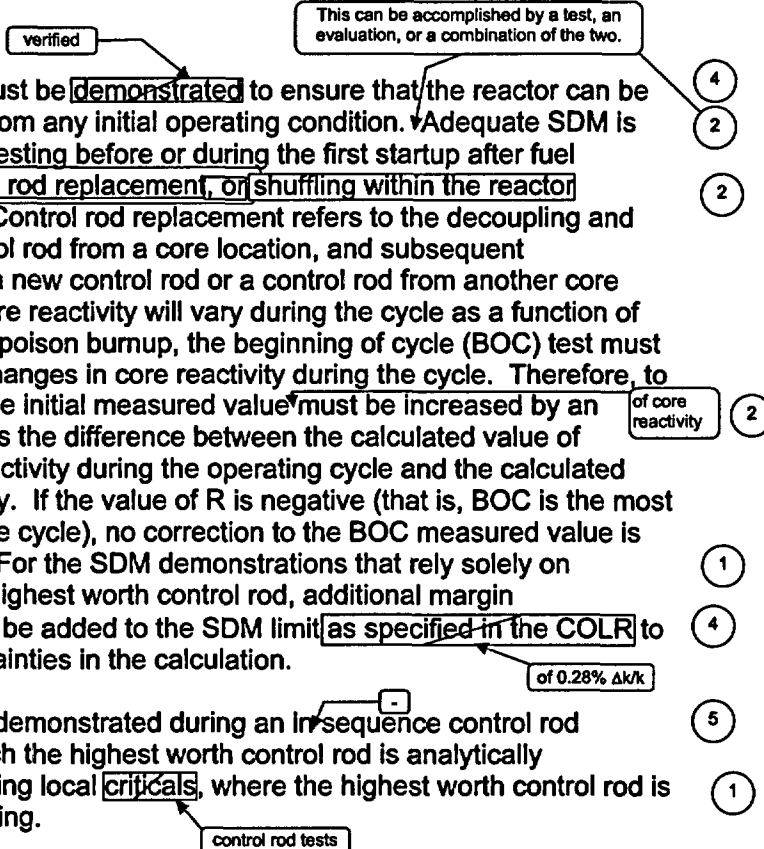 This can be accomplished by a test, an
evaluation, or a combination of the two.
verified
ust be demonstrated to ensure that the reactor can be
4
om any initial operating condition. Adequate SDM is
2
esting before or during the first startup after fuel
rod replacement, or shuffling within the reactor
2
Control rod replacement refers to the decoupling and
ol rod from a core location, and subsequent
new control rod or a control rod from another core
re reactivity will vary during the cycle as a function of
poison burnup, the beginning of cycle (BOC) test must
hanges in core reactivity during the cycle. Therefore, to
e initial measured value must be increased by an
of core
reactivity
2
s the difference between the calculated value of
ctivity during the operating cycle and the calculated
y. If the value of R is negative (that is, BOC is the most
e cycle), no correction to the BOC measured value is
For the SDM demonstrations that rely solely on
1
ighest worth control rod, additional margin
be added to the SDM limit as specified in the COLR to
4
ainties in the calculation.
of 0.28% Δk/k
-
demonstrated during an in sequence control rod
5
h the highest worth control rod is analytically
ing local criticals, where the highest worth control rod is
1
ing.
control rod tests